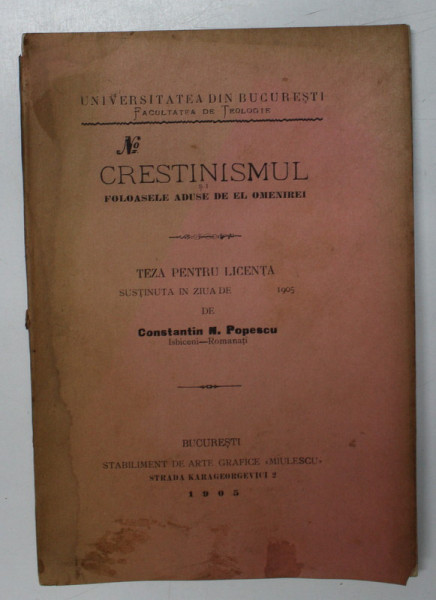 UNIVERSITATEA DIN BUCUREȘTI
FACULTATEA DE TEOLOGIE
No
CRESTINISMUL
ȘI
FOLOASELE ADUSE DE EL OMENIREI
TEZA PENTRU LICENȚA
SUSȚINUTA IN ZIUA DE 1905
DE
Constantin N. Popescu
Isbiceni—Romanați
BUCUREȘTI
STABILIMENT DE ARTE GRAFICE «MIULESCU»
STRADA KARAGEORGEVICI 2
1905